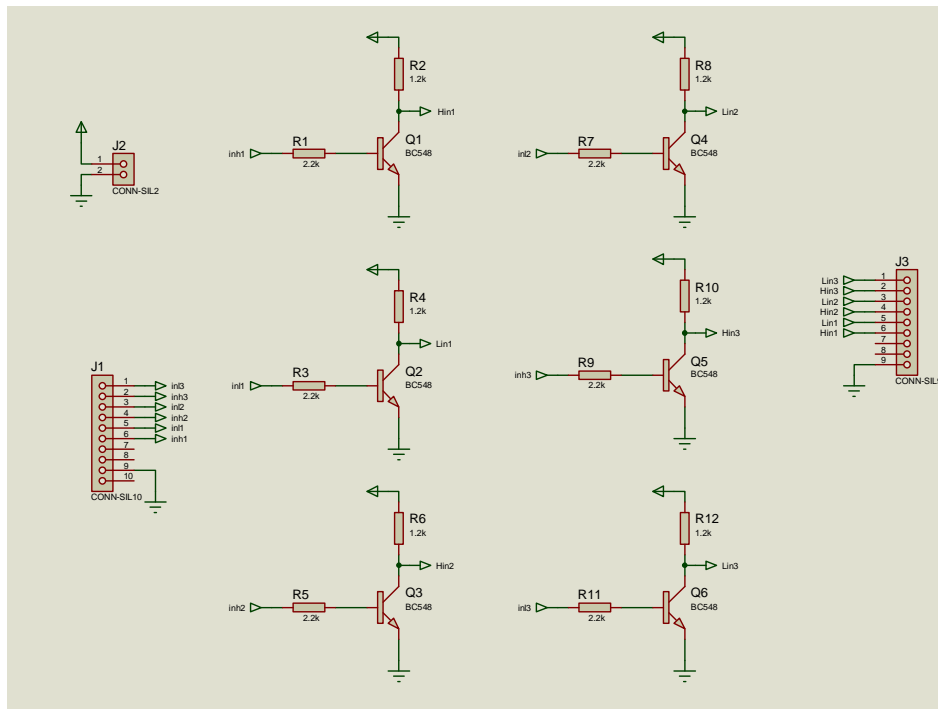 R2
1.2k
Hin1
Q1
BC548
R1
2.2k
inh1
R8
1.2k
Lin2
Q4
BC548
R7
2.2k
inl2
J2
1
2
CONN-SIL2
R4
1.2k
Lin1
Q2
BC548
R3
2.2k
inl1
R10
1.2k
Hin3
Q5
BC548
R9
2.2k
inh3
J3
Lin3 1
Hin3 2
Lin2 3
Hin2 4
Lin1 5
Hin1 6
7
8
9
J1
1 inl3
2 inh3
3 inl2
4 inh2
5 inl1
6 inh1
7
8
9
10
CONN-SIL10
R6
1.2k
Hin2
Q3
BC548
R5
2.2k
inh2
R12
1.2k
Lin3
Q6
BC548
R11
2.2k
inl3